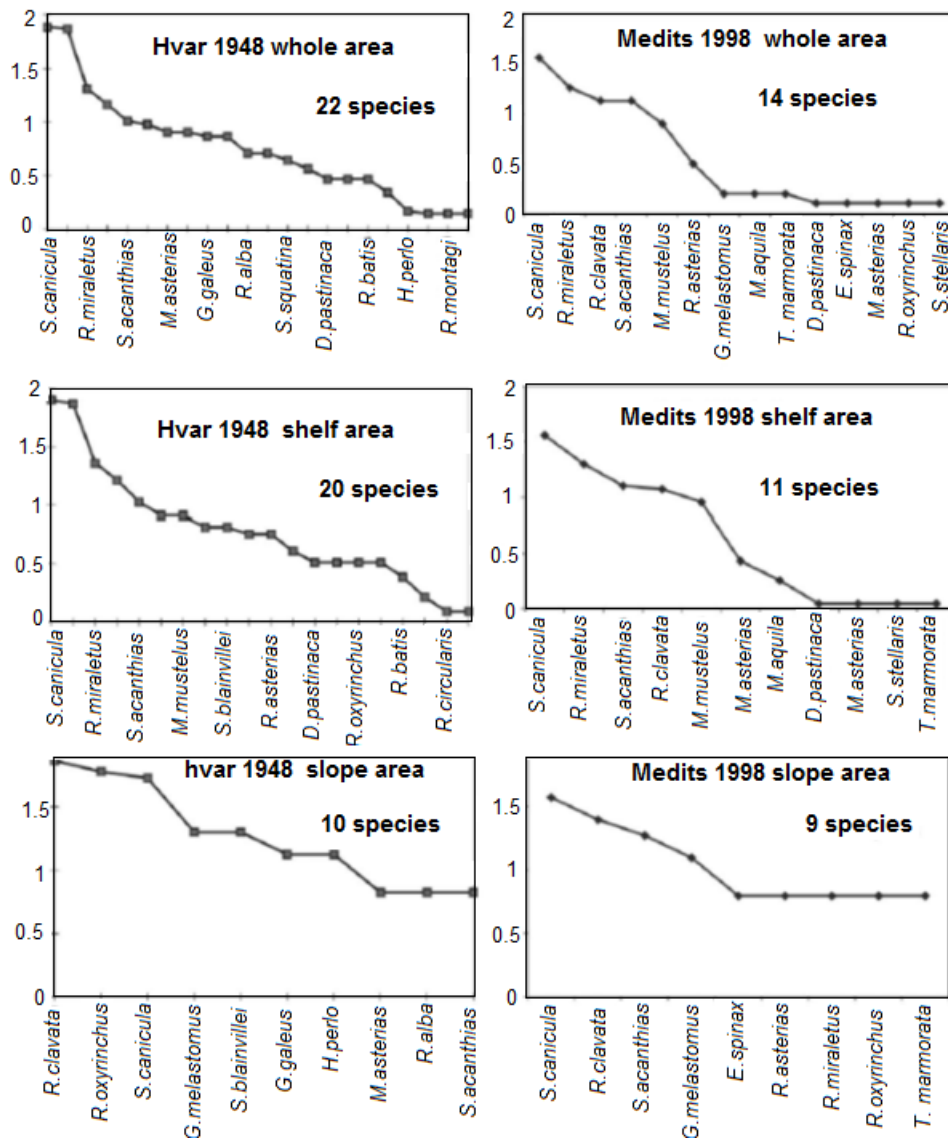 Hvar 1948 whole area
22 species
2
1.5
1
0.5
0
S.canicula
R.miraletus
S.acanthias
M.asterias
G.galeus
R.alba
S.squatina
D.pastinaca
R.batis
H.perlo
R.montagi
Medits 1998 whole area
14 species
2
1.5
1
0.5
0
S.canicula
R.miraletus
R.clavata
S.acanthias
M.mustelus
R.asterias
G.melastomus
M.aquila
T. marmorata
D.pastinaca
E.spinax
M.asterias
R.oxyrinchus
S.stellaris
Hvar 1948 shelf area
20 species
2
1.5
1
0.5
0
S.canicula
R.miraletus
S.acanthias
M.mustelus
S.blainvillei
R.asterias
D.pastinaca
R.oxyrinchus
R.batis
R.circularis
Medits 1998 shelf area
11 species
2
1.5
1
0.5
0
S.canicula
R.miraletus
S.acanthias
R.clavata
M.mustelus
M.asterias
M.aquila
D.pastinaca
M.asterias
S.stellaris
T.marmorata
hvar 1948 slope area
10 species
1.5
1
0.5
0
R.clavata
R.oxyrinchus
S.canicula
G.melastomus
S.blainvillei
G.galeus
H.perlo
M.asterias
R.alba
S.acanthias
Medits 1998 slope area
9 species
1.5
1
0.5
0
S.canicula
R.clavata
S.acanthias
G.melastomus
E.spinax
R.asterias
R.miraletus
R.oxyrinchus
T. marmorata